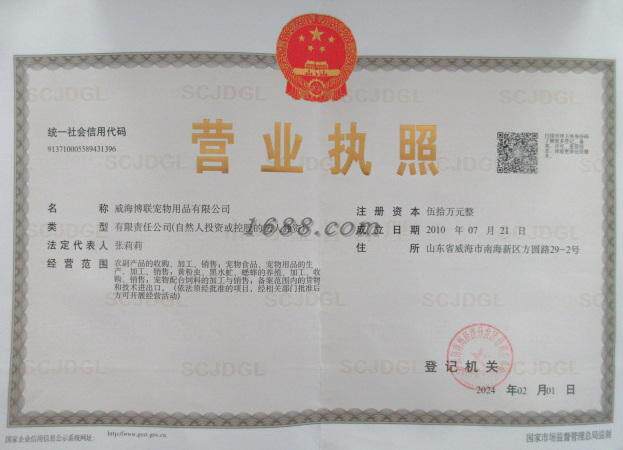 统一社会信用代码
913710005589431396
营业执照
名称 威海博联宠物用品有限公司
类型 有限责任公司(自然人投资或控股的
法定代表人 张莉莉
经营范围 农副产品的收购、加工、销售；宠物食品、宠物用品的生
产、加工、销售；黄粉虫、黑水虻、蟋蟀的养殖、加工、收
购、销售；宠物配合饲料的加工与销售；备案范围内的货物
和技术进出口。(依法须经批准的项目，经相关部门批准后
方可开展经营活动)
注册资本 伍拾万元整
成立日期 2010 年 07 月 21 日
住所 山东省威海市南海新区方圆路29-2号
1688.com
登记机关
2024 年 02 月 01 日
国家企业信用信息公示系统网址：
http://www.gsxt.gov.cn
国家市场监督管理总局监制
SCJDGL